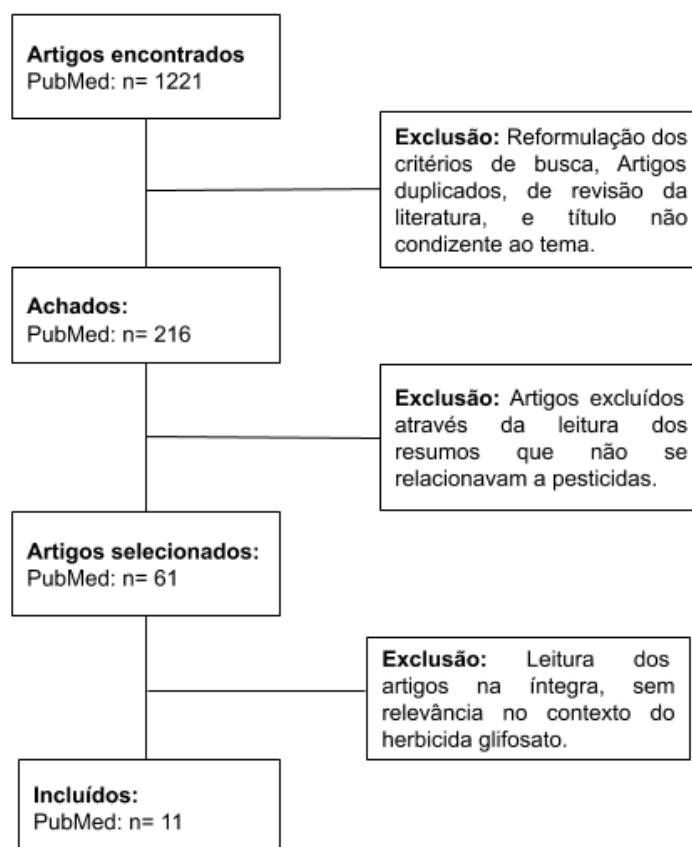 Artigos encontrados
PubMed: n= 1221
Exclusão: Reformulação dos
critérios de busca, Artigos
duplicados, de revisão da
literatura, e título não
condizente ao tema.
Achados:
PubMed: n= 216
Exclusão: Artigos excluídos
através da leitura dos
resumos que não se
relacionavam a pesticidas.
Artigos selecionados:
PubMed: n= 61
Exclusão: Leitura dos
artigos na íntegra, sem
relevância no contexto do
herbicida glifosato.
Incluídos:
PubMed: n= 11